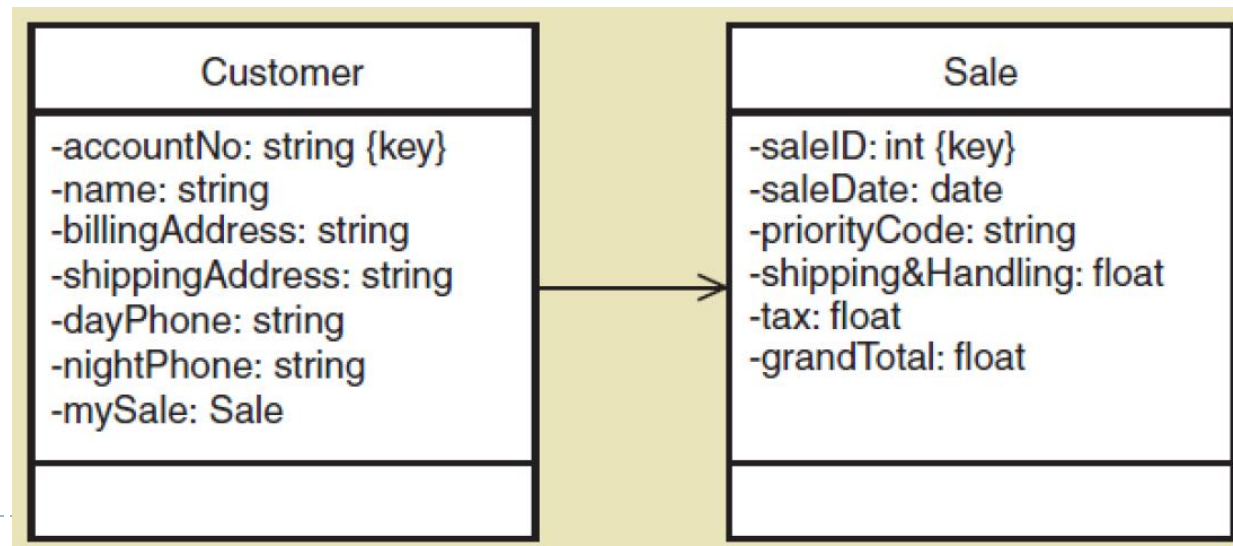 Customer
-accountNo: string {key}
-name: string
-billingAddress: string
-shippingAddress: string
-dayPhone: string
-nightPhone: string
-mySale: Sale
Sale
-saleID: int {key}
-saleDate: date
-priorityCode: string
-shipping&Handling: float
-tax: float
-grandTotal: float